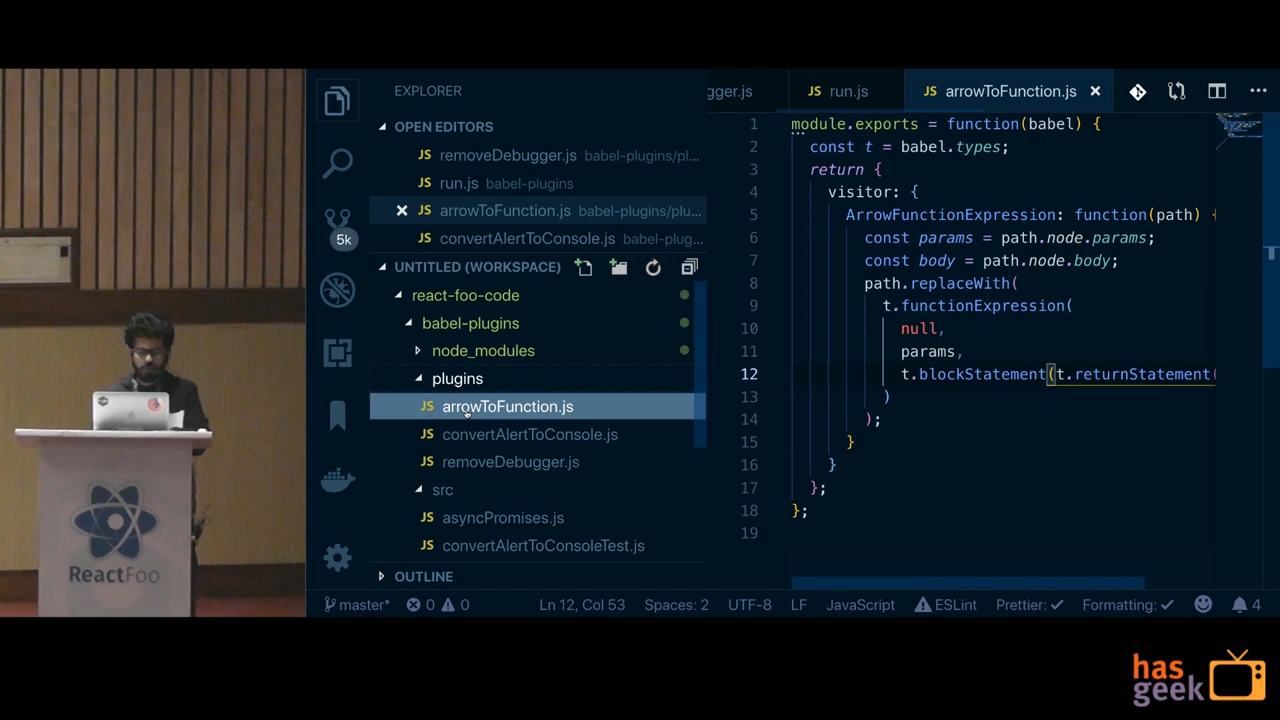 EXPLORER
OPEN EDITORS
JS removeDebugger.js babel-plugins/pl...
JS run.js babel-plugins
JS arrowToFunction.js babel-plugins/plu...
JS convertAlertToConsole.js babel-plug...
UNTITLED (WORKSPACE)
react-foo-code
babel-plugins
node_modules
plugins
JS arrowToFunction.js
JS convertAlertToConsole.js
JS removeDebugger.js
src
JS asyncPromises.js
JS convertAlertToConsoleTest.js
OUTLINE
5k
gger.js JS run.js JS arrowToFunction.js
1 module.exports = function(babel) {
2 const t = babel.types;
3 return {
4 visitor: {
5 ArrowFunctionExpression: function(path) {
6 const params = path.node.params;
7 const body = path.node.body;
8 path.replaceWith(
9 t.functionExpression(
10 null,
11 params,
12 t.blockStatement(t.returnStatement(
13 )
14 );
15 }
16 }
17 };
18 };
19
master* 0 0 Ln 12, Col 53 Spaces: 2 UTF-8 LF JavaScript ESLint Prettier: Formatting: 4
ReactFoo
has
geek